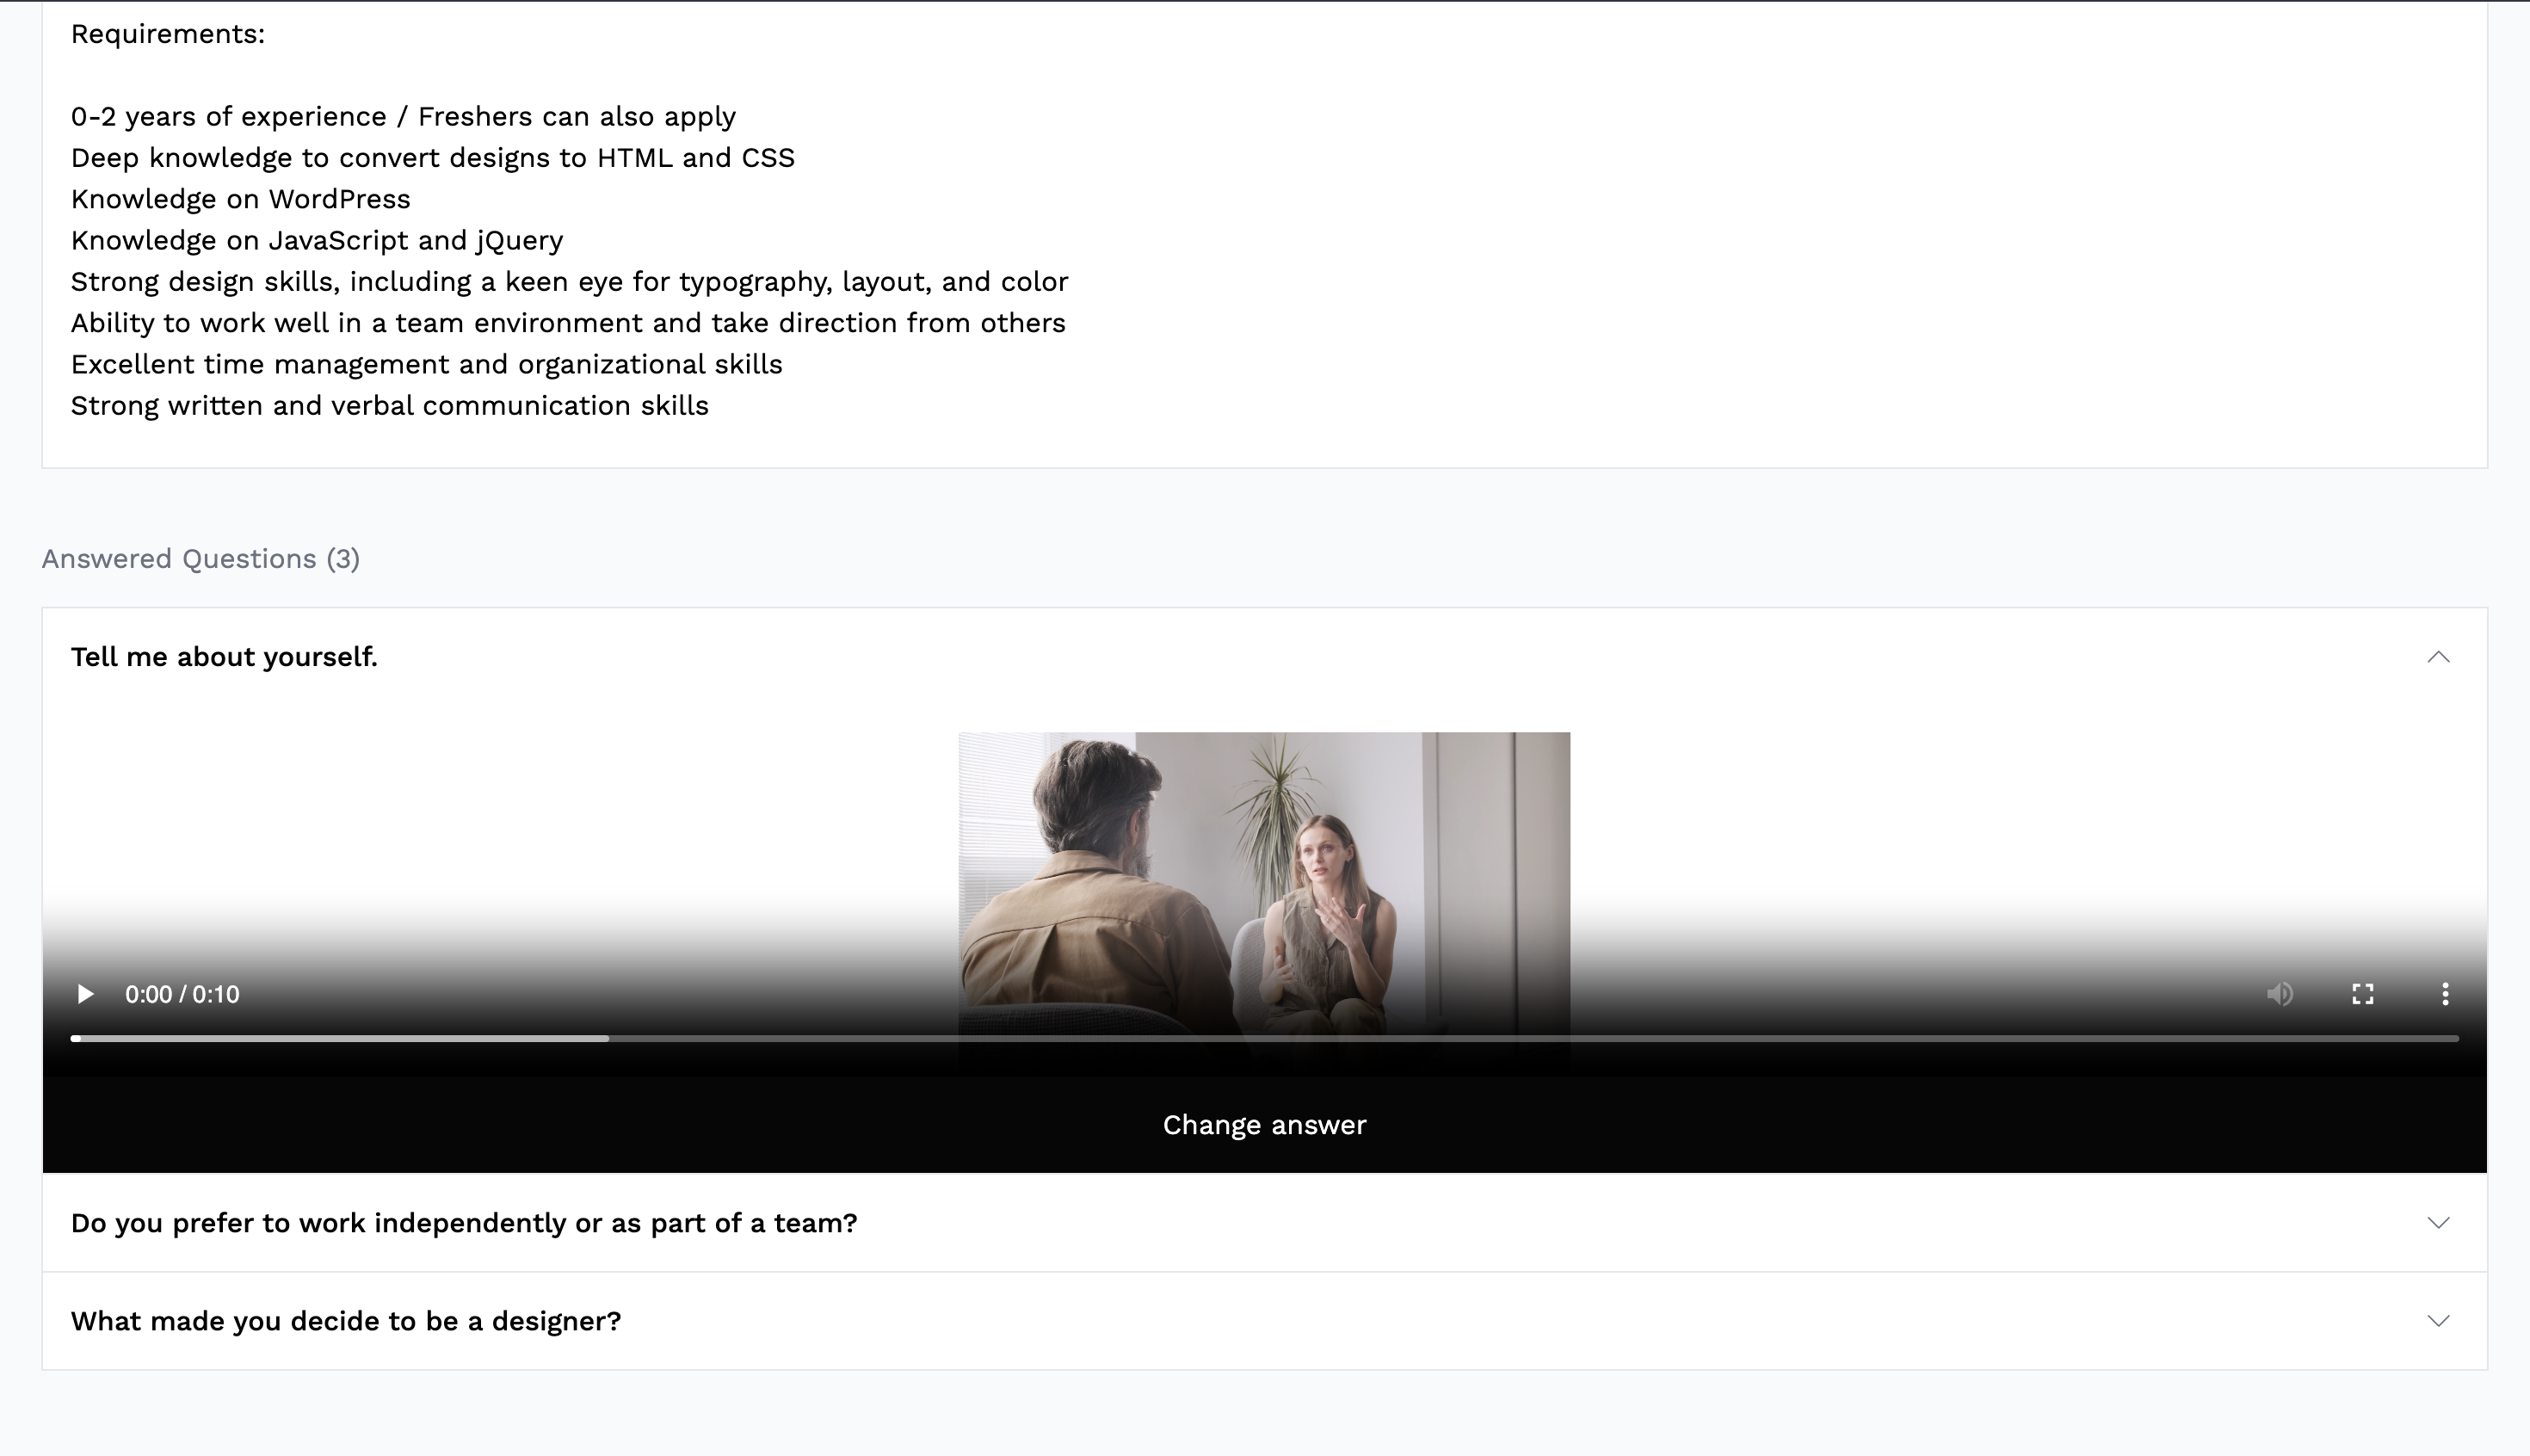 Requirements:
0-2 years of experience / Freshers can also apply
Deep knowledge to convert designs to HTML and CSS
Knowledge on WordPress
Knowledge on JavaScript and jQuery
Strong design skills, including a keen eye for typography, layout, and color
Ability to work well in a team environment and take direction from others
Excellent time management and organizational skills
Strong written and verbal communication skills
Answered Questions (3)
Tell me about yourself.
0:00 / 0:10
Change answer
Do you prefer to work independently or as part of a team?
What made you decide to be a designer?